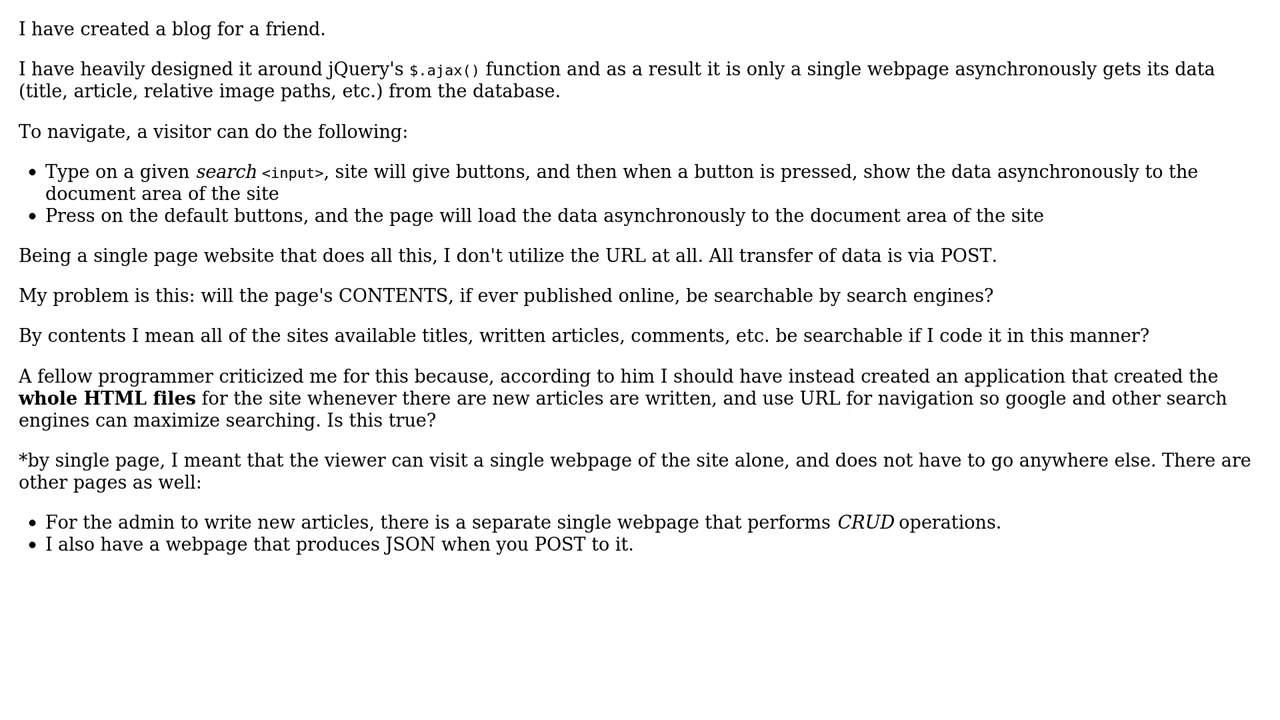 I have created a blog for a friend.
I have heavily designed it around jQuery's $.ajax() function and as a result it is only a single webpage asynchronously gets its data
(title, article, relative image paths, etc.) from the database.
To navigate, a visitor can do the following:
• Type on a given search <input>, site will give buttons, and then when a button is pressed, show the data asynchronously to the
document area of the site
• Press on the default buttons, and the page will load the data asynchronously to the document area of the site
Being a single page website that does all this, I don't utilize the URL at all. All transfer of data is via POST.
My problem is this: will the page's CONTENTS, if ever published online, be searchable by search engines?
By contents I mean all of the sites available titles, written articles, comments, etc. be searchable if I code it in this manner?
A fellow programmer criticized me for this because, according to him I should have instead created an application that created the
whole HTML files for the site whenever there are new articles are written, and use URL for navigation so google and other search
engines can maximize searching. Is this true?
*by single page, I meant that the viewer can visit a single webpage of the site alone, and does not have to go anywhere else. There are
other pages as well:
• For the admin to write new articles, there is a separate single webpage that performs CRUD operations.
• I also have a webpage that produces JSON when you POST to it.